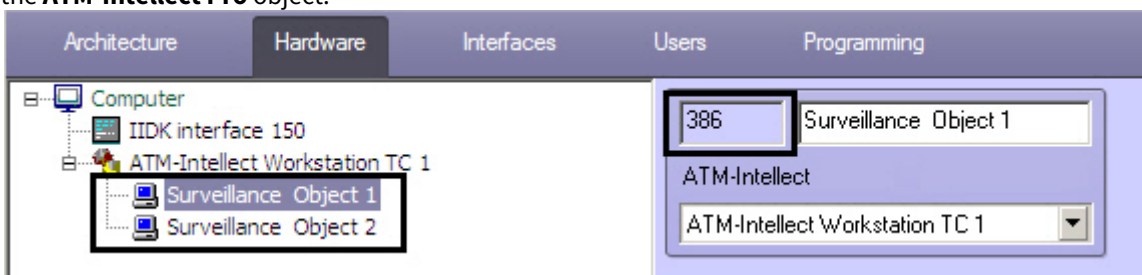 the ATM-Intellect Pro object.
Architecture Hardware Interfaces Users Programming
Computer
IIDK interface 150
ATM-Intellect Workstation TC 1
Surveillance Object 1
Surveillance Object 2
386 Surveillance Object 1
ATM-Intellect
ATM-Intellect Workstation TC 1